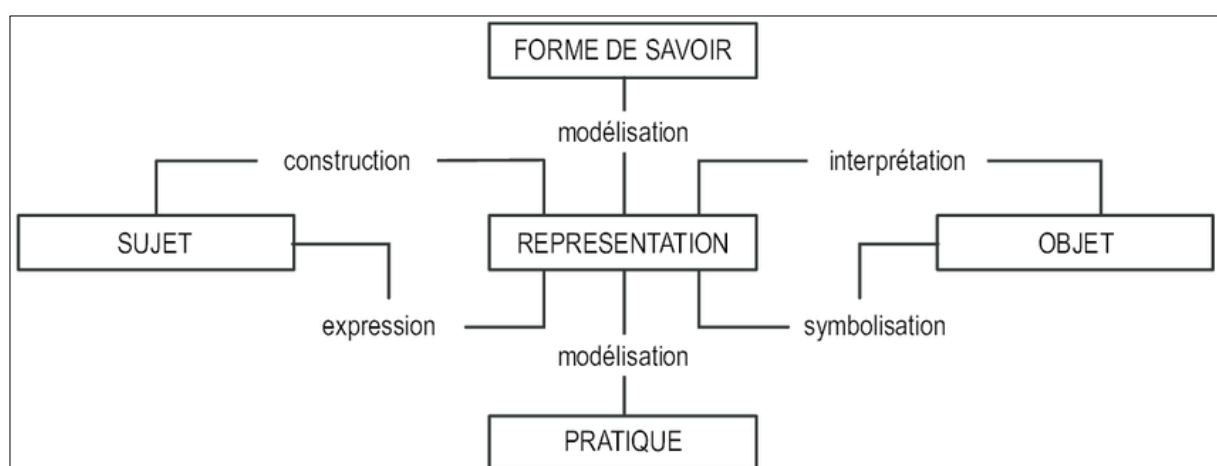 FORME DE SAVOIR
modélisation
construction
interprétation
SUJET
REPRESENTATION
OBJET
expression
symbolisation
modélisation
PRATIQUE